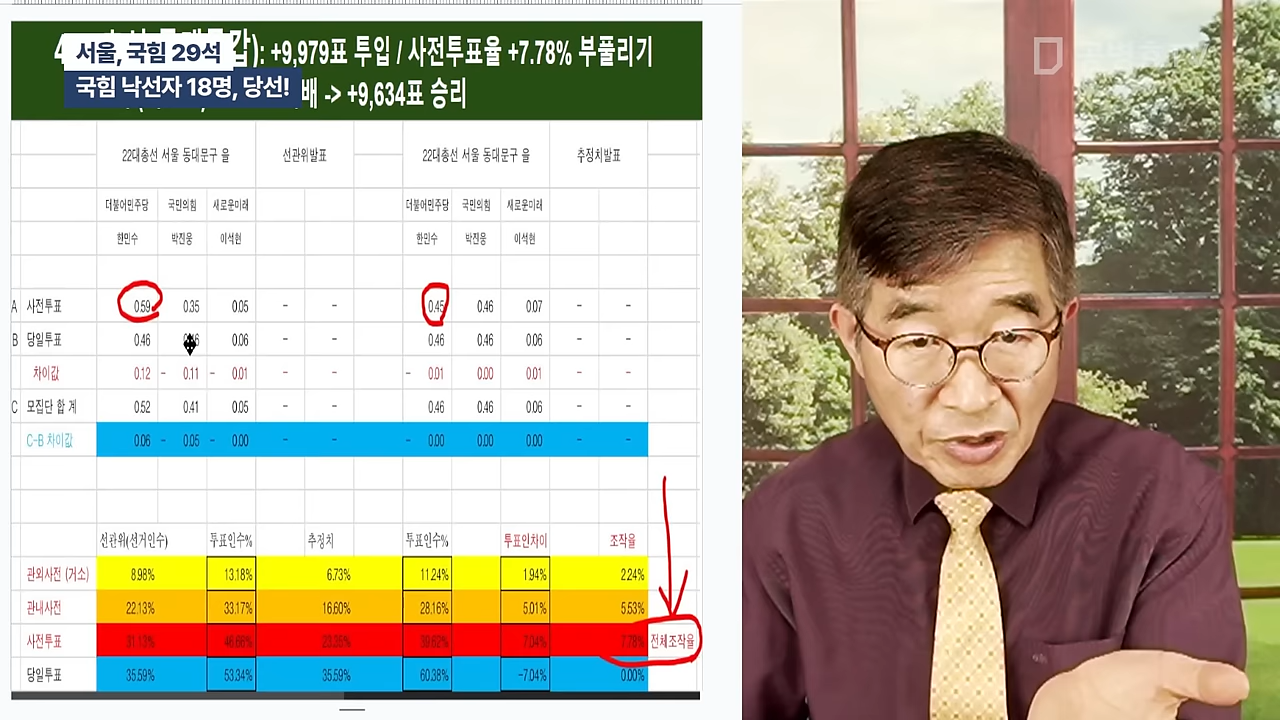 갑): +9,979표 투입 / 사전투표율 +7.78% 부풀리기
서울, 국힘 29석
국힘 낙선자 18명, 당선!
배 -> +9,634표 승리
22대총선 서울 동대문구 을 선관위발표 22대총선 서울 동대문구 을 추정치발표
더불어민주당 국민의힘 새로운미래 더불어민주당 국민의힘 새로운미래
한민수 박진웅 이석현 한민수 박진웅 이석현
A 사전투표 0.59 0.35 0.05 - - 0.45 0.46 0.07 - -
B 당일투표 0.46 0.06 - - 0.46 0.46 0.06 - -
차이값 0.12 - 0.11 - 0.01 - - - 0.01 0.00 0.01 - -
C 모집단 합 계 0.52 0.41 0.05 - - 0.46 0.46 0.06 - -
C-B 차이값 0.06 - 0.05 - 0.00 - - - 0.00 0.00 0.00 - -
선관위(선거인수) 투표인수% 추정치 투표인수% 투표인차이 조작율
관외사전 (거소) 8.98% 13.18% 6.73% 11.24% 1.94% 2.24%
관내사전 22.13% 33.17% 16.60% 28.16% 5.01% 5.53%
사전투표 31.13% 46.66% 23.35% 39.62% 7.04% 7.78% 전체조작율
당일투표 35.59% 53.34% 35.59% 60.38% -7.04% 0.00%